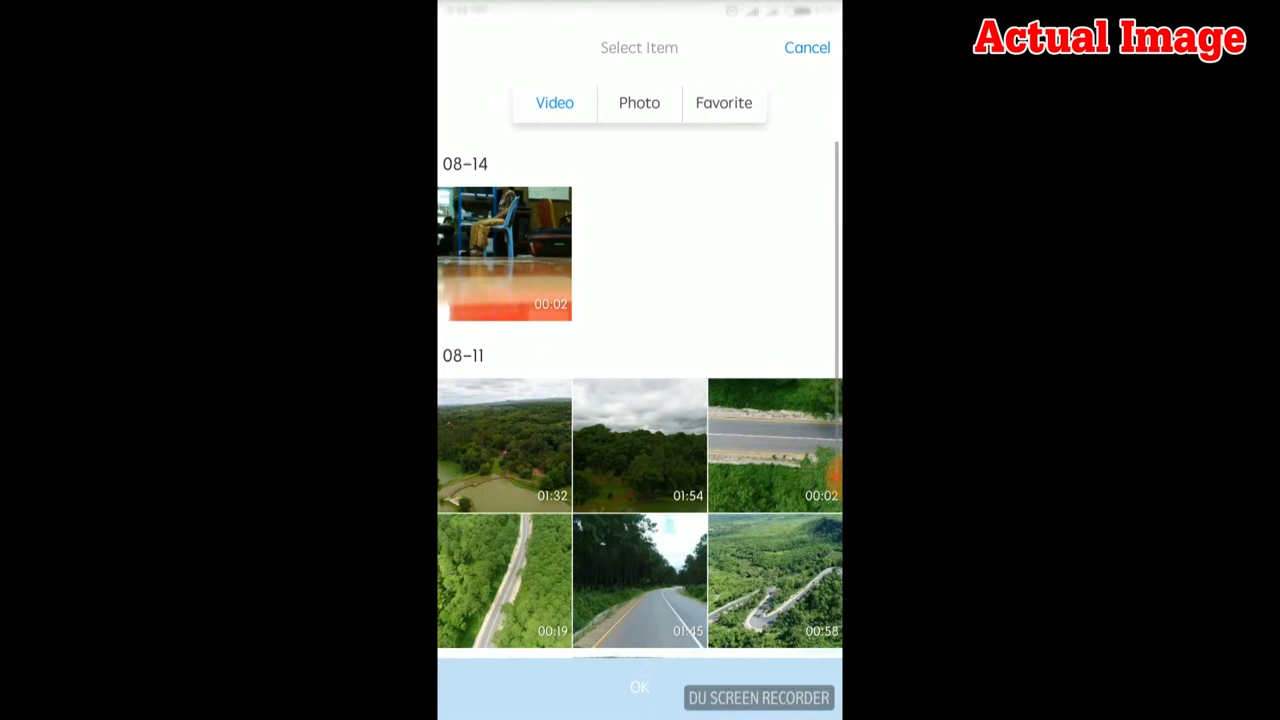 Actual Image
Select Item
Cancel
Video
Photo
Favorite
08-14
00:02
08-11
01:32
01:54
00:02
00:19
01:45
00:58
OK
DU SCREEN RECORDER